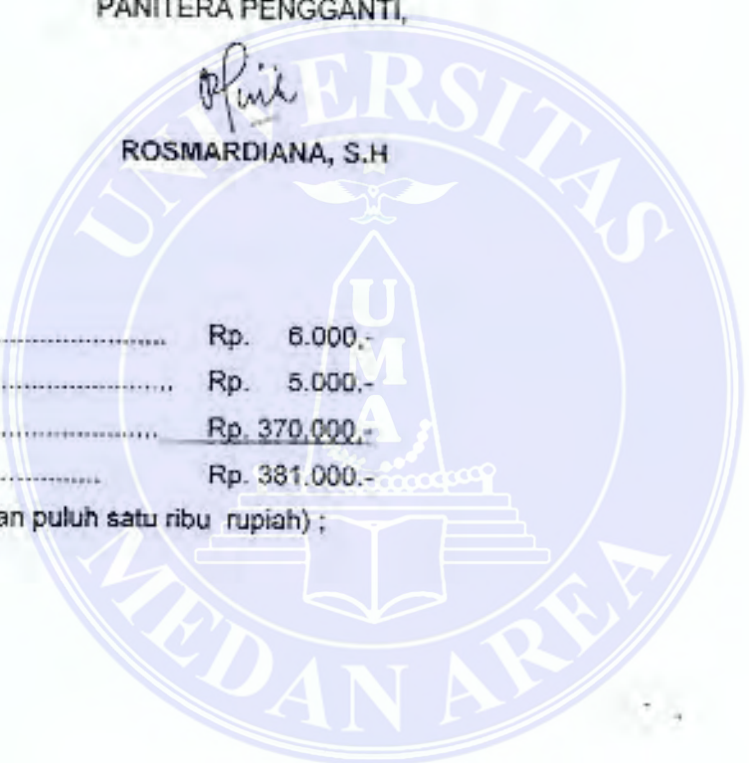 PANITERA PENGGANTI,
ROSMARDIANA, S.H
........................... Rp. 6.000,-
............................ Rp. 5.000.-
......................... Rp. 370.000,-
................ Rp. 381.000.-
an puluh satu ribu rupiah) ;
UNIVERSITAS
UMA
MEDAN AREA